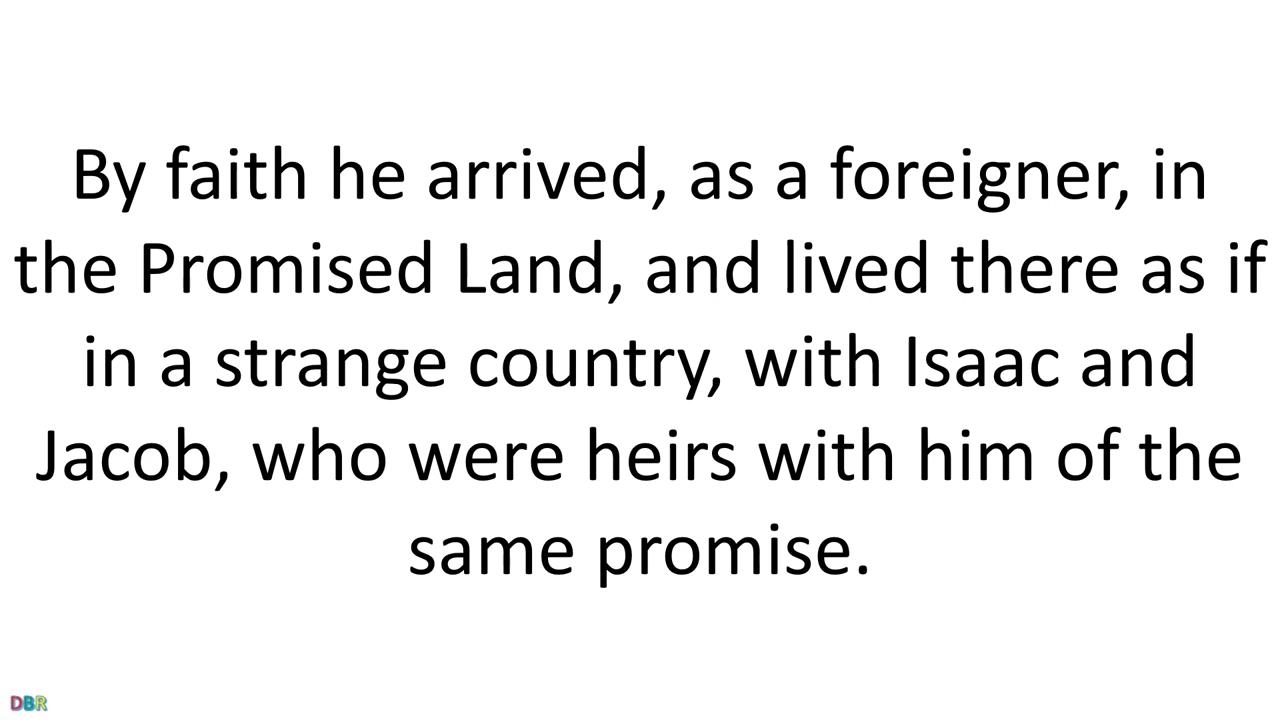 By faith he arrived, as a foreigner, in
the Promised Land, and lived there as if
in a strange country, with Isaac and
Jacob, who were heirs with him of the
same promise.
DBR